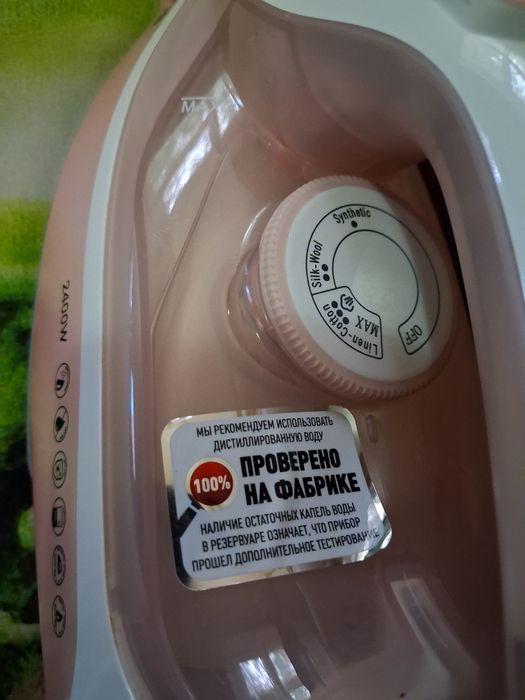 MAX
Synthetic
Silk-Wool
Linen-Cotton
MAX
OFF
2400W
МЫ РЕКОМЕНДУЕМ ИСПОЛЬЗОВАТЬ
ДИСТИЛЛИРОВАННУЮ ВОДУ
100%
ПРОВЕРЕНО
НА ФАБРИКЕ
НАЛИЧИЕ ОСТАТОЧНЫХ КАПЕЛЬ ВОДЫ
В РЕЗЕРВУАРЕ ОЗНАЧАЕТ, ЧТО ПРИБОР
ПРОШЕЛ ДОПОЛНИТЕЛЬНОЕ ТЕСТИРОВАНИЕ